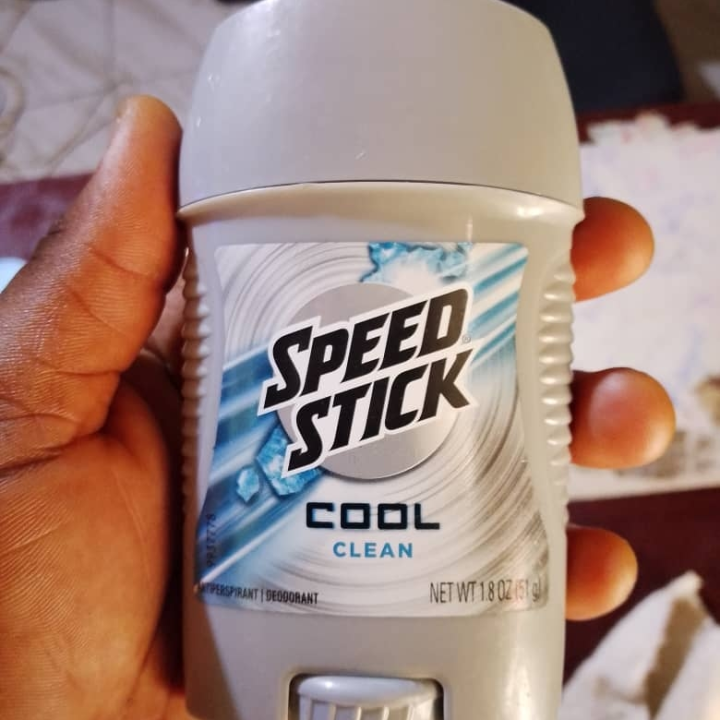 SPEED
STICK
COOL
CLEAN
ANTIPERSPIRANT | DEODORANT
NET WT 1.8 OZ (51 g)